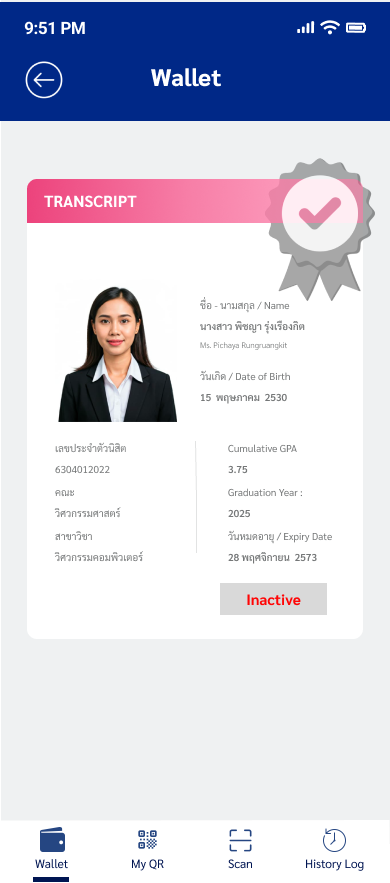 9:51 PM
Wallet
TRANSCRIPT
ชื่อ - นามสกุล / Name
นางสาว พิชญา รุ่งเรืองกิต
Ms. Pichaya Rungruangkit
วันเกิด / Date of Birth
15 พฤษภาคม 2530
เลขประจำตัวนิสิต
6304012022
คณะ
วิศวกรรมศาสตร์
สาขาวิชา
วิศวกรรมคอมพิวเตอร์
Cumulative GPA
3.75
Graduation Year :
2025
วันหมดอายุ / Expiry Date
28 พฤศจิกายน 2573
Inactive
Wallet
My QR
Scan
History Log